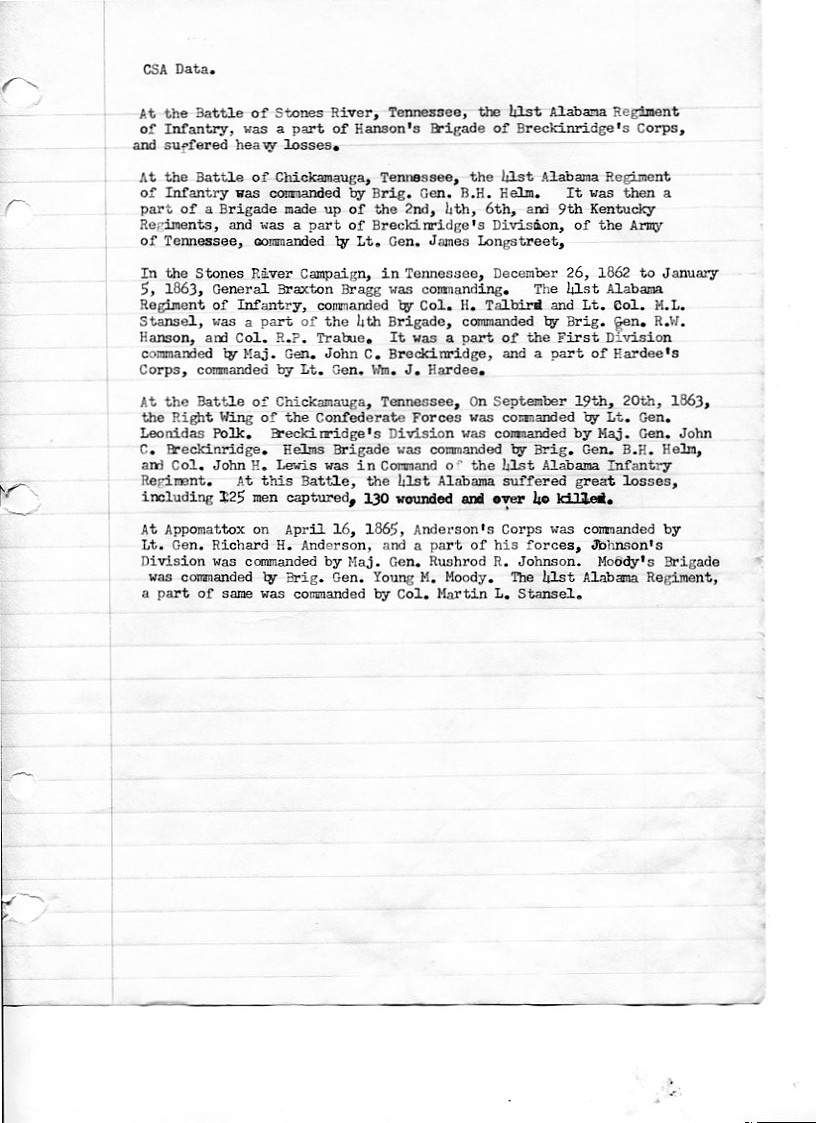 CSA Data.
At the Battle of Stones River, Tennessee, the 41st Alabama Regiment
of Infantry, was a part of Hanson's Brigade of Breckinridge's Corps,
and suffered heavy losses.
At the Battle of Chickamauga, Tennessee, the 41st Alabama Regiment
of Infantry was commanded by Brig. Gen. B.H. Helm. It was then a
part of a Brigade made up of the 2nd, 4th, 6th, and 9th Kentucky
Regiments, and was a part of Breckinridge's Division, of the Army
of Tennessee, commanded by Lt. Gen. James Longstreet,
In the Stones River Campaign, in Tennessee, December 26, 1862 to January
5, 1863, General Braxton Bragg was commanding. The 41st Alabama
Regiment of Infantry, commanded by Col. H. Talbird and Lt. Col. M.L.
Stansel, was a part of the 4th Brigade, commanded by Brig. Gen. R.W.
Hanson, and Col. R.P. Trabue. It was a part of the First Division
commanded by Maj. Gen. John C. Breckinridge, and a part of Hardee's
Corps, commanded by Lt. Gen. Wm. J. Hardee.
At the Battle of Chickamauga, Tennessee, On September 19th, 20th, 1863,
the Right Wing of the Confederate Forces was commanded by Lt. Gen.
Leonidas Polk. Breckinridge's Division was commanded by Maj. Gen. John
C. Breckinridge. Helms Brigade was commanded by Brig. Gen. B.H. Helm,
and Col. John H. Lewis was in Command of the 41st Alabama Infantry
Regiment. At this Battle, the 41st Alabama suffered great losses,
including 125 men captured, 130 wounded and over 40 killed.
At Appomattox on April 16, 1865, Anderson's Corps was commanded by
Lt. Gen. Richard H. Anderson, and a part of his forces, Johnson's
Division was commanded by Maj. Gen. Rushrod R. Johnson. Moody's Brigade
was commanded by Brig. Gen. Young M. Moody. The 41st Alabama Regiment,
a part of same was commanded by Col. Martin L. Stansel.